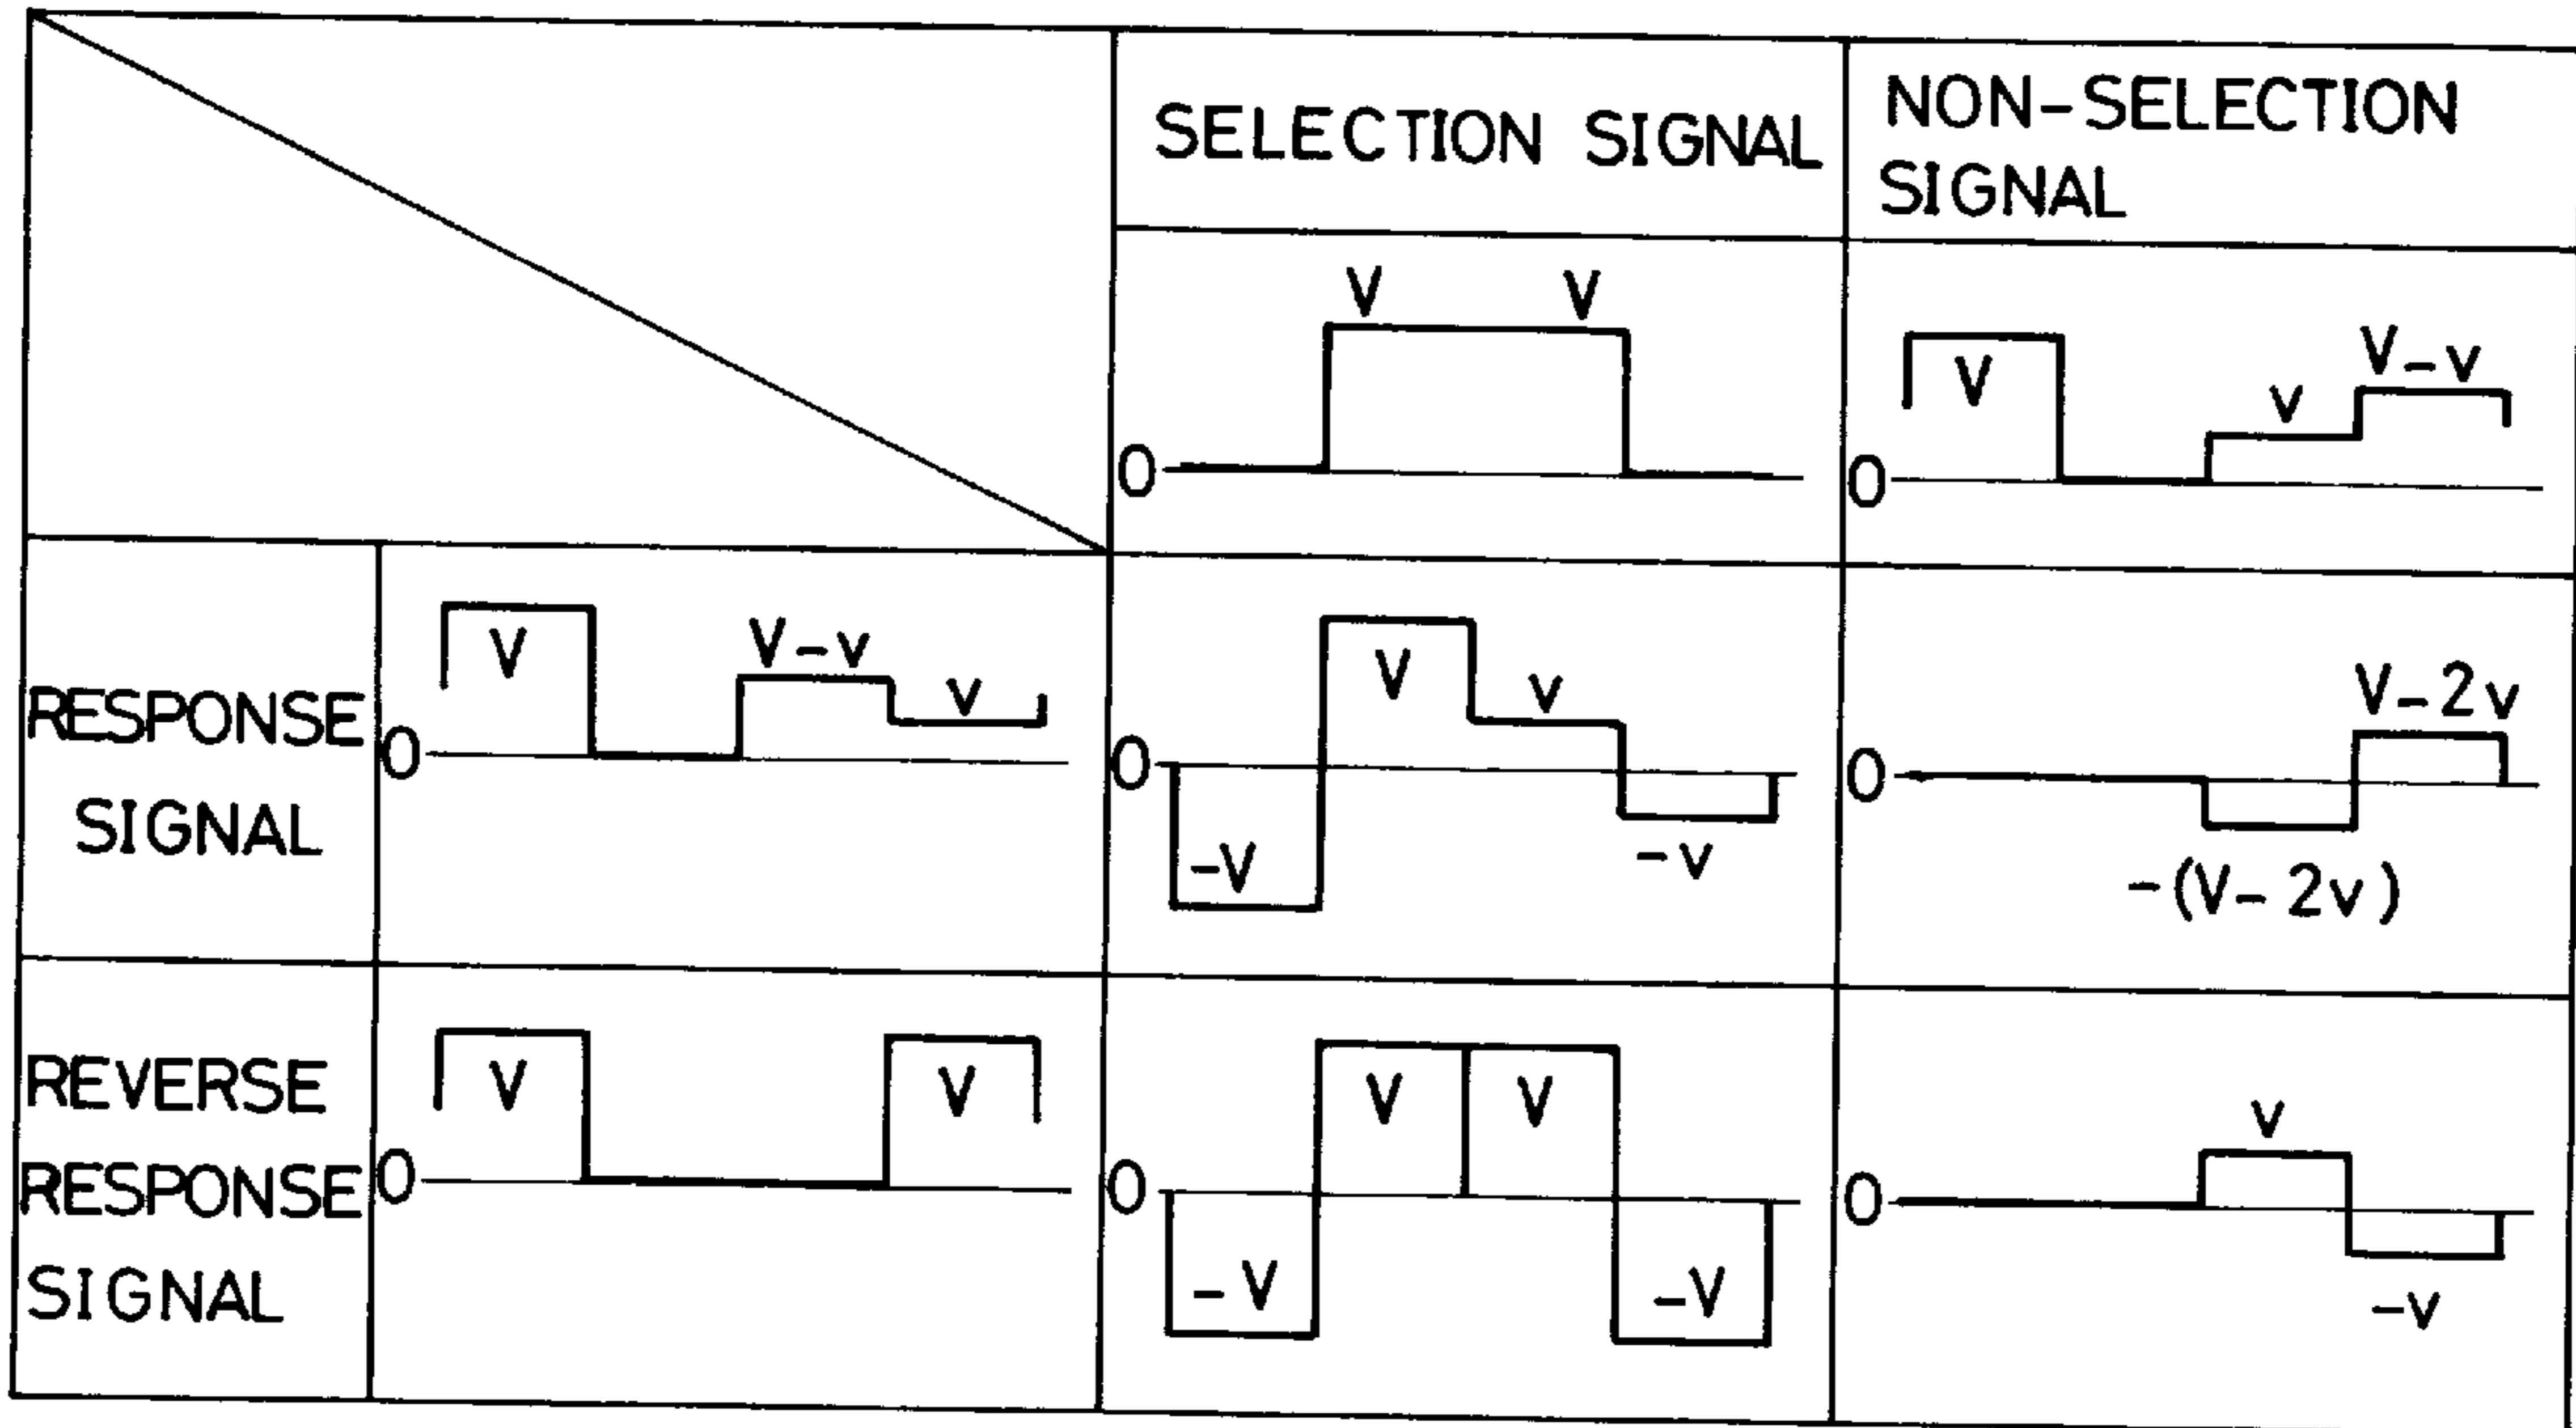 SELECTION SIGNAL
NON-SELECTION
SIGNAL
V V
0
V v V-v
0
RESPONSE
SIGNAL
V V-v v
0
V v
0
-V -v
V-2v
0
-(V-2v)
REVERSE
RESPONSE
SIGNAL
V V
0
V V
0
-V -V
v
0
-v